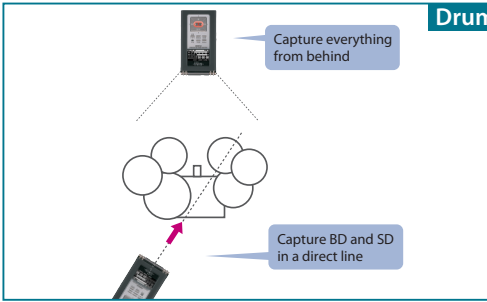 Drum
Capture everything
from behind
Capture BD and SD
in a direct line